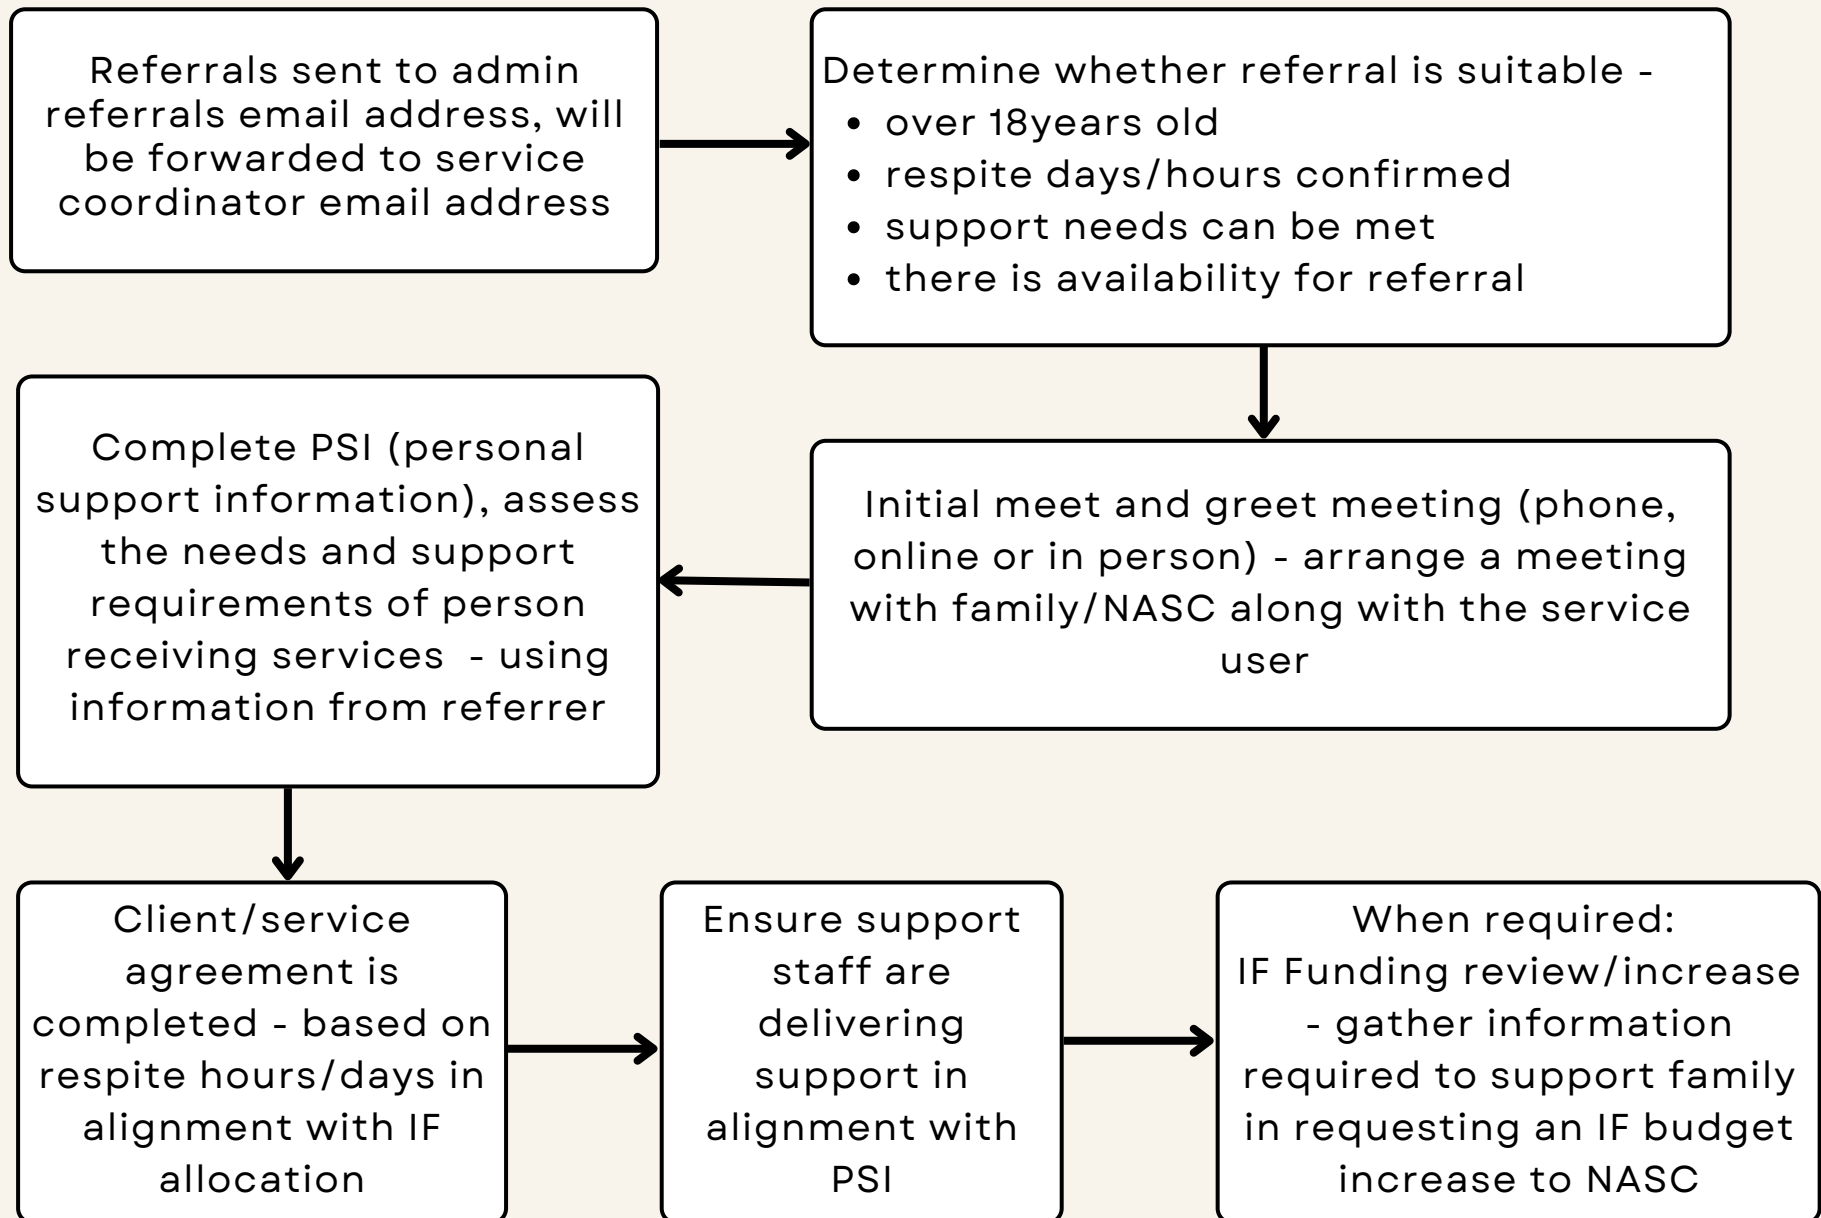 Referrals sent to admin
referrals email address, will
be forwarded to service
coordinator email address
Determine whether referral is suitable -
• over 18years old
• respite days/hours confirmed
• support needs can be met
• there is availability for referral
Initial meet and greet meeting (phone,
online or in person) - arrange a meeting
with family/NASC along with the service
user
Complete PSI (personal
support information), assess
the needs and support
requirements of person
receiving services - using
information from referrer
Client/service
agreement is
completed - based on
respite hours/days in
alignment with IF
allocation
Ensure support
staff are
delivering
support in
alignment with
PSI
When required:
IF Funding review/increase
- gather information
required to support family
in requesting an IF budget
increase to NASC